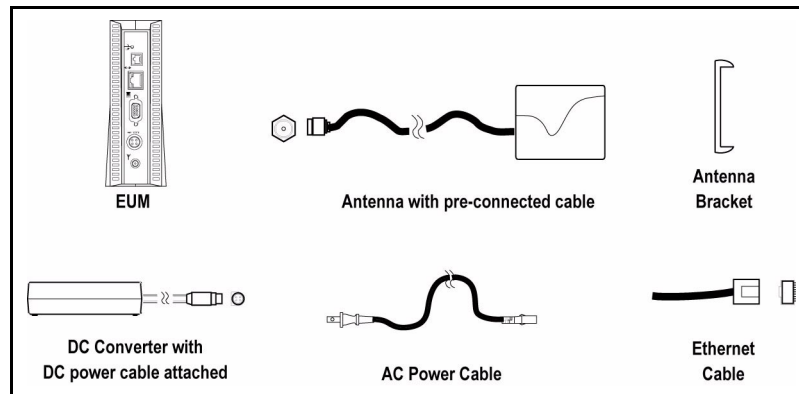 EUM
Antenna with pre-connected cable
Antenna
Bracket
DC Converter with
DC power cable attached
AC Power Cable
Ethernet
Cable